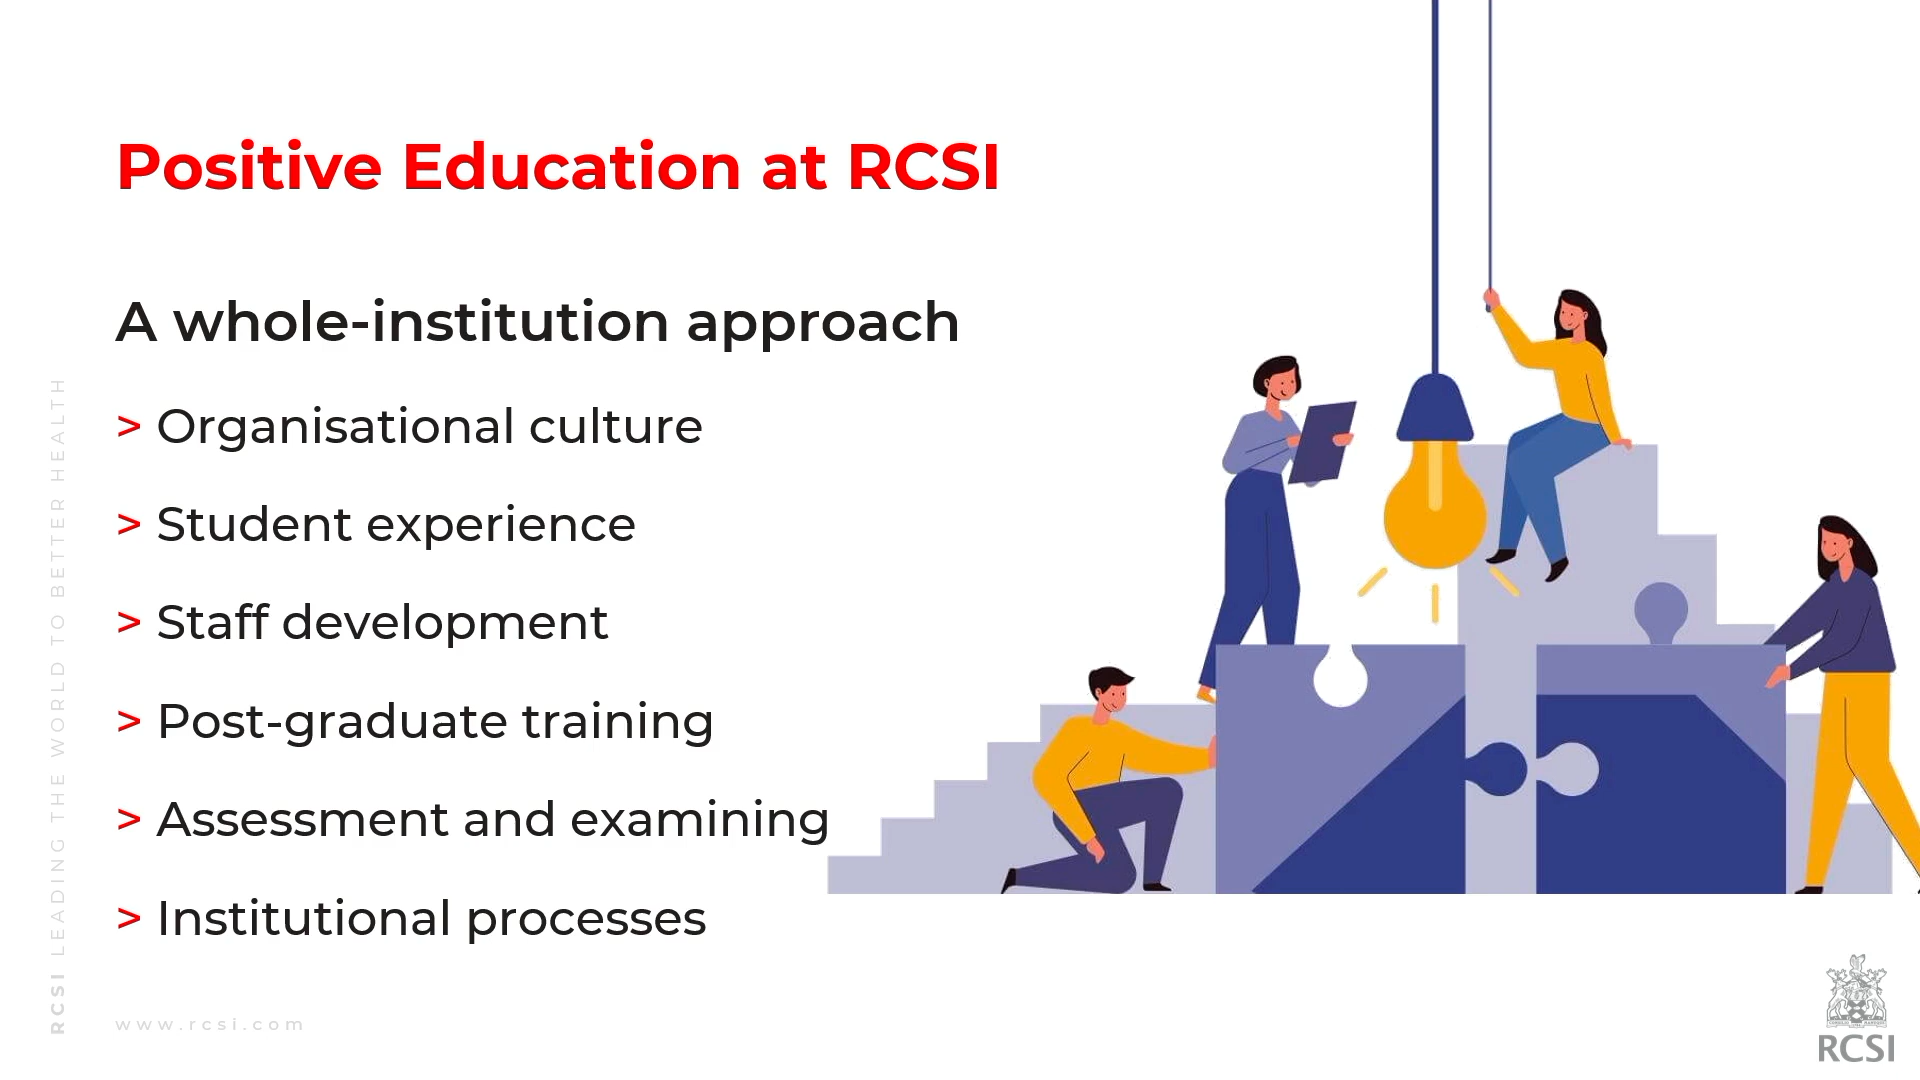 Positive Education at RCSI
A whole-institution approach
> Organisational culture
> Student experience
> Staff development
> Post-graduate training
> Assessment and examining
> Institutional processes
RCSI LEADING THE WORLD TO BETTER HEALTH
www.rcsi.com
RCSI